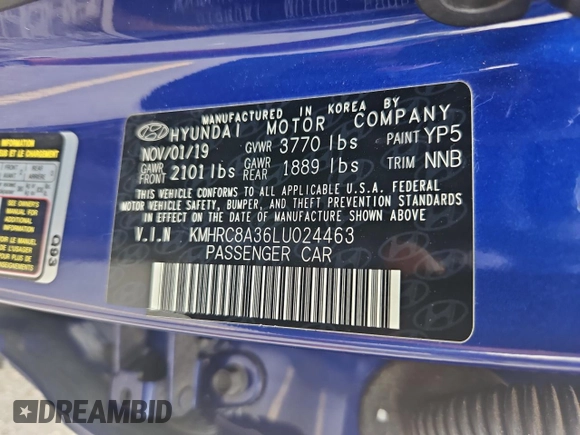 MANUFACTURED IN KOREA BY
HYUNDAI MOTOR COMPANY
NOV/01/19 GVWR 3770 lbs PAINT YP5
GAWR FRONT 2101 lbs GAWR REAR 1889 lbs TRIM NNB
THIS VEHICLE CONFORMS TO ALL APPLICABLE U.S.A. FEDERAL
MOTOR VEHICLE SAFETY, BUMPER, AND THEFT PREVENTION STANDARDS
IN EFFECT ON THE DATE OF MANUFACTURE SHOWN ABOVE
V.I.N KMHRC8A36LU024463
PASSENGER CAR
INFORMATION
DREAMBID